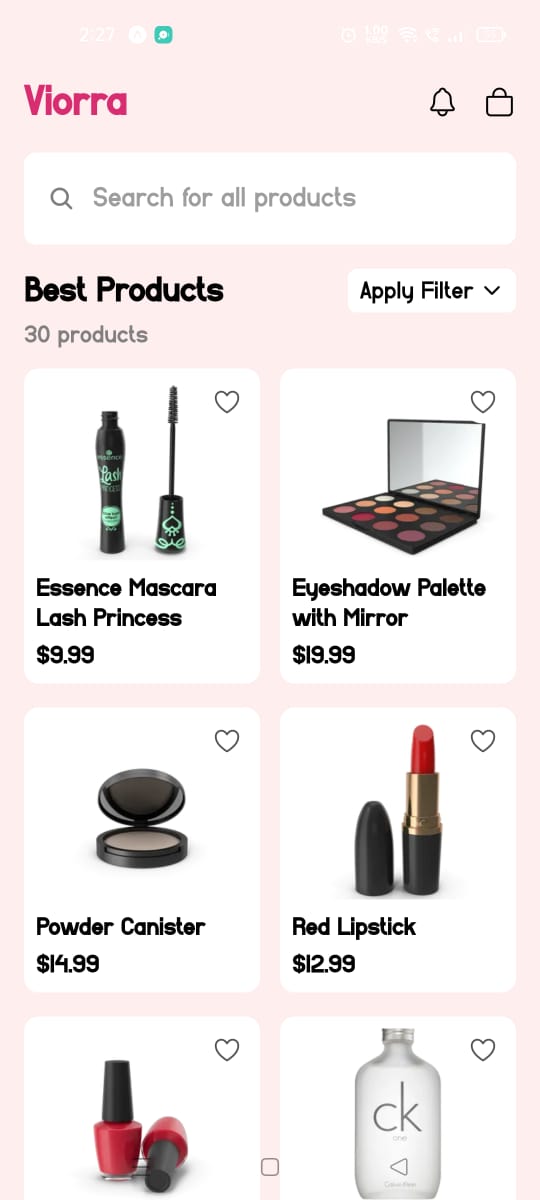 2:27
Viorra
Search for all products
Best Products
Apply Filter
30 products
essence
Lash
PRINCESS
Essence Mascara
Lash Princess
$9.99
Eyeshadow Palette
with Mirror
$19.99
Powder Canister
$14.99
Red Lipstick
$12.99
ck
one
Calvin Klein